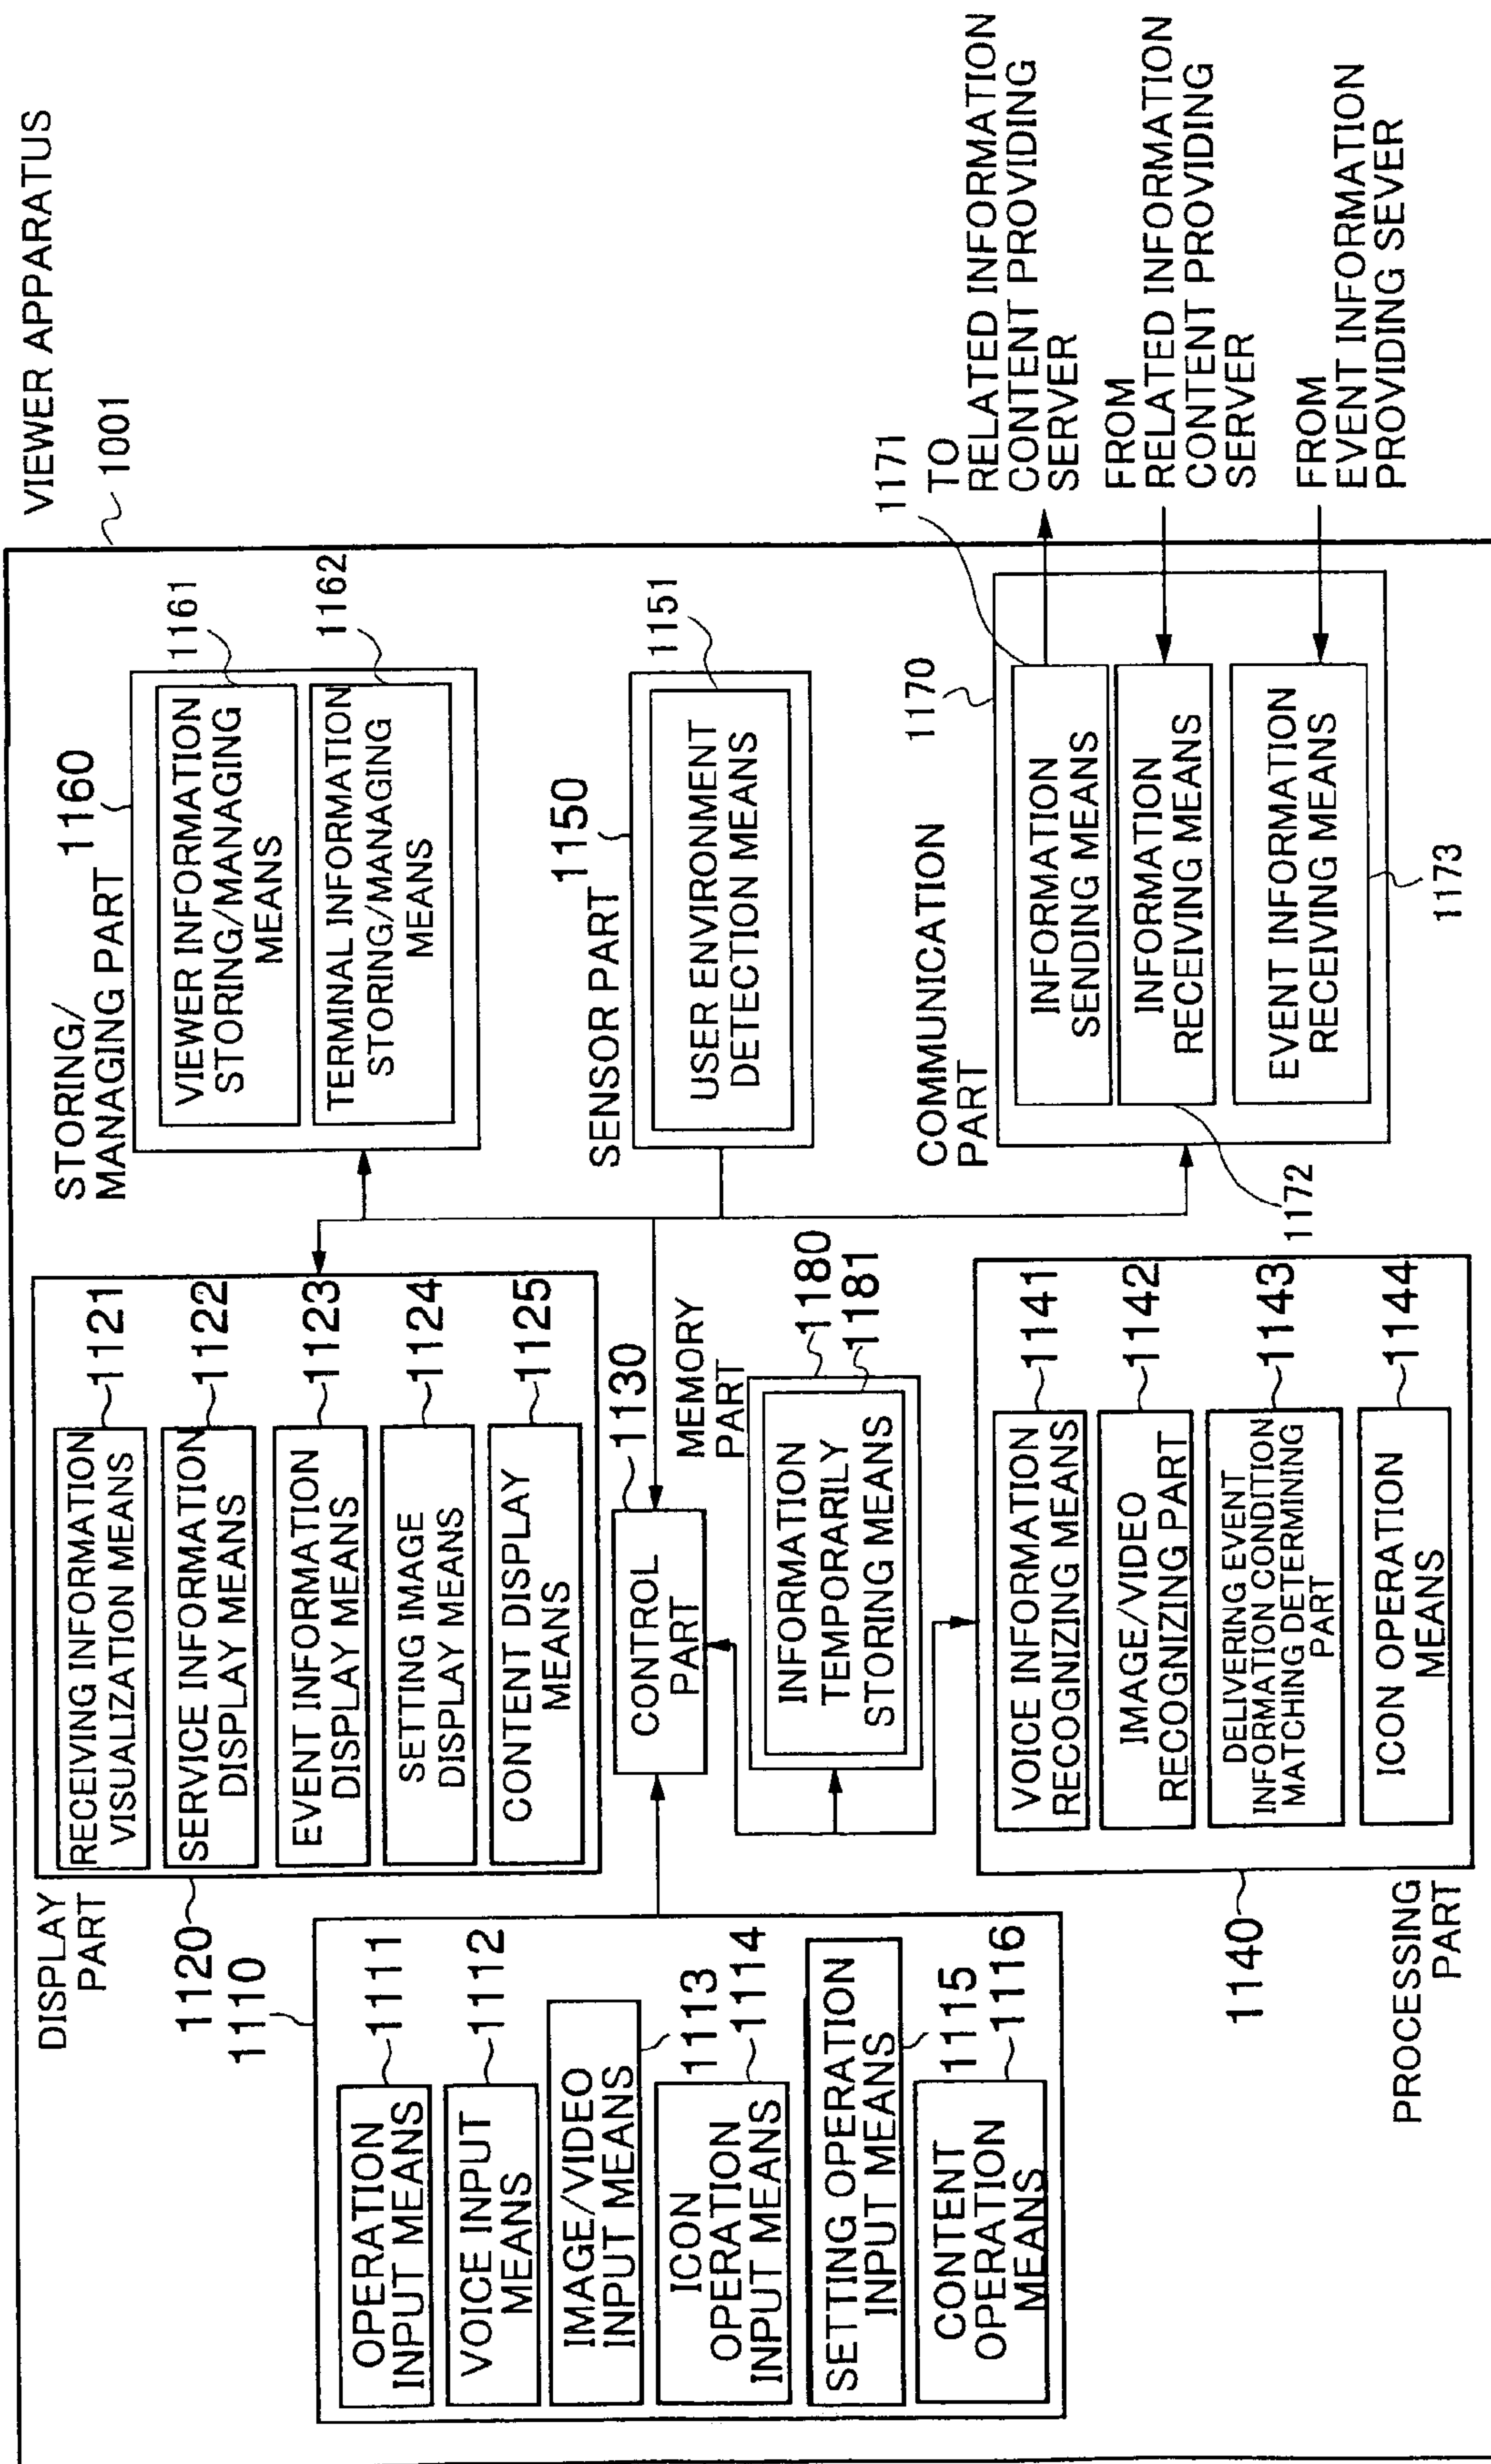 VIEWER APPARATUS
1001
DISPLAY
PART
1120
RECEIVING INFORMATION
VISUALIZATION MEANS
1121
SERVICE INFORMATION
DISPLAY MEANS
1122
EVENT INFORMATION
DISPLAY MEANS
1123
SETTING IMAGE
DISPLAY MEANS
1124
CONTENT DISPLAY
MEANS
1125
STORING/
MANAGING PART
1160
VIEWER INFORMATION
STORING/MANAGING
MEANS
1161
TERMINAL INFORMATION
STORING/MANAGING
MEANS
1162
1110
OPERATION
INPUT MEANS
1111
VOICE INPUT
MEANS
1112
IMAGE/VIDEO
INPUT MEANS
1113
ICON
OPERATION
INPUT MEANS
1114
SETTING OPERATION
INPUT MEANS
1115
CONTENT
OPERATION
MEANS
1116
CONTROL
PART
1130
MEMORY
PART
1180
INFORMATION
TEMPORARILY
STORING MEANS
1181
SENSOR PART
1150
USER ENVIRONMENT
DETECTION MEANS
1151
PROCESSING
PART
1140
VOICE INFORMATION
RECOGNIZING MEANS
1141
IMAGE/VIDEO
RECOGNIZING PART
1142
DELIVERING EVENT
INFORMATION CONDITION
MATCHING DETERMINING
PART
1143
ICON OPERATION
MEANS
1144
COMMUNICATION
PART
1170
INFORMATION
SENDING MEANS
1171
INFORMATION
RECEIVING MEANS
1172
EVENT INFORMATION
RECEIVING MEANS
1173
TO
RELATED INFORMATION
CONTENT PROVIDING
SERVER
FROM
RELATED INFORMATION
CONTENT PROVIDING
SERVER
FROM
EVENT INFORMATION
PROVIDING SEVER